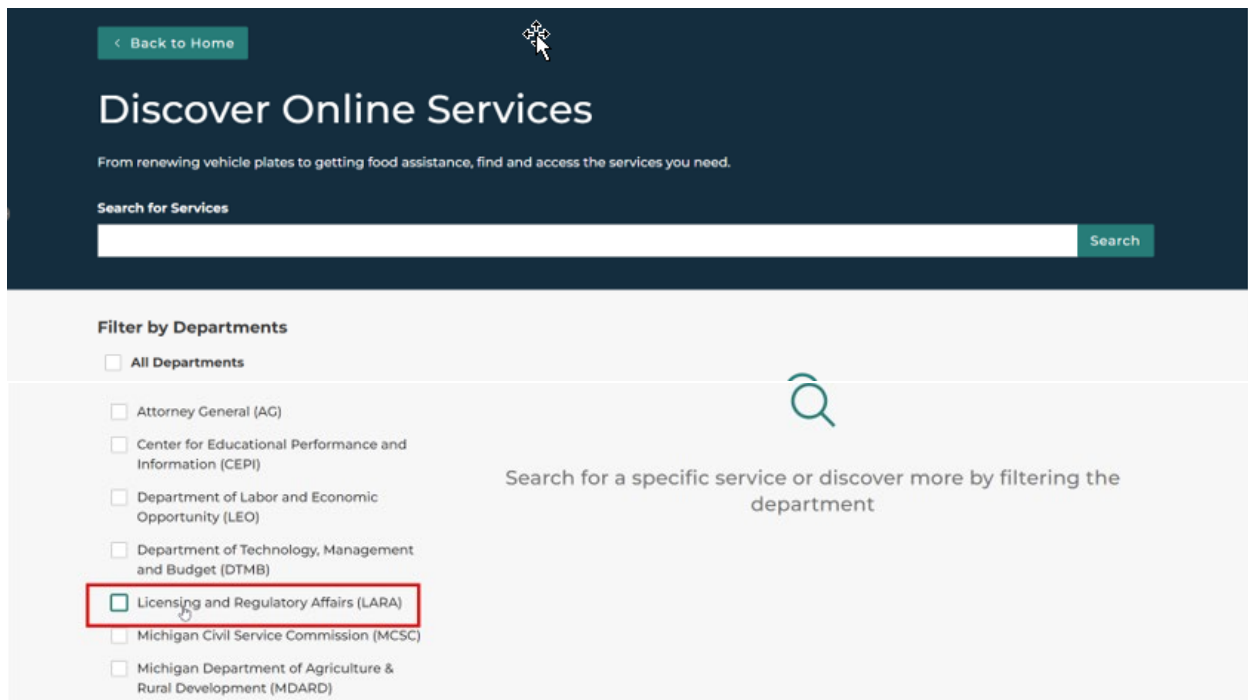 Back to Home
Discover Online Services
From renewing vehicle plates to getting food assistance, find and access the services you need.
Search for Services
Search
Filter by Departments
All Departments
Attorney General (AG)
Center for Educational Performance and
Information (CEPI)
Department of Labor and Economic
Opportunity (LEO)
Department of Technology, Management
and Budget (DTMB)
Licensing and Regulatory Affairs (LARA)
Michigan Civil Service Commission (MCSC)
Michigan Department of Agriculture &
Rural Development (MDARD)
Search for a specific service or discover more by filtering the
department